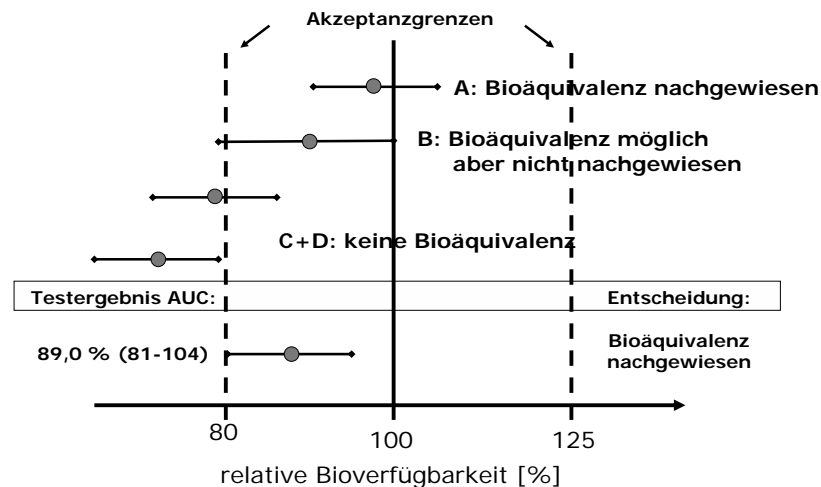 Akzeptanzgrenzen
A: Bioäquivalenz nachgewiesen
B: Bioäquivalenz möglich
aber nicht nachgewiesen
C+D: keine Bioäquivalenz
Testergebnis AUC:
Entscheidung:
89,0 % (81-104)
Bioäquivalenz
nachgewiesen
80
100
125
relative Bioverfügbarkeit [%]